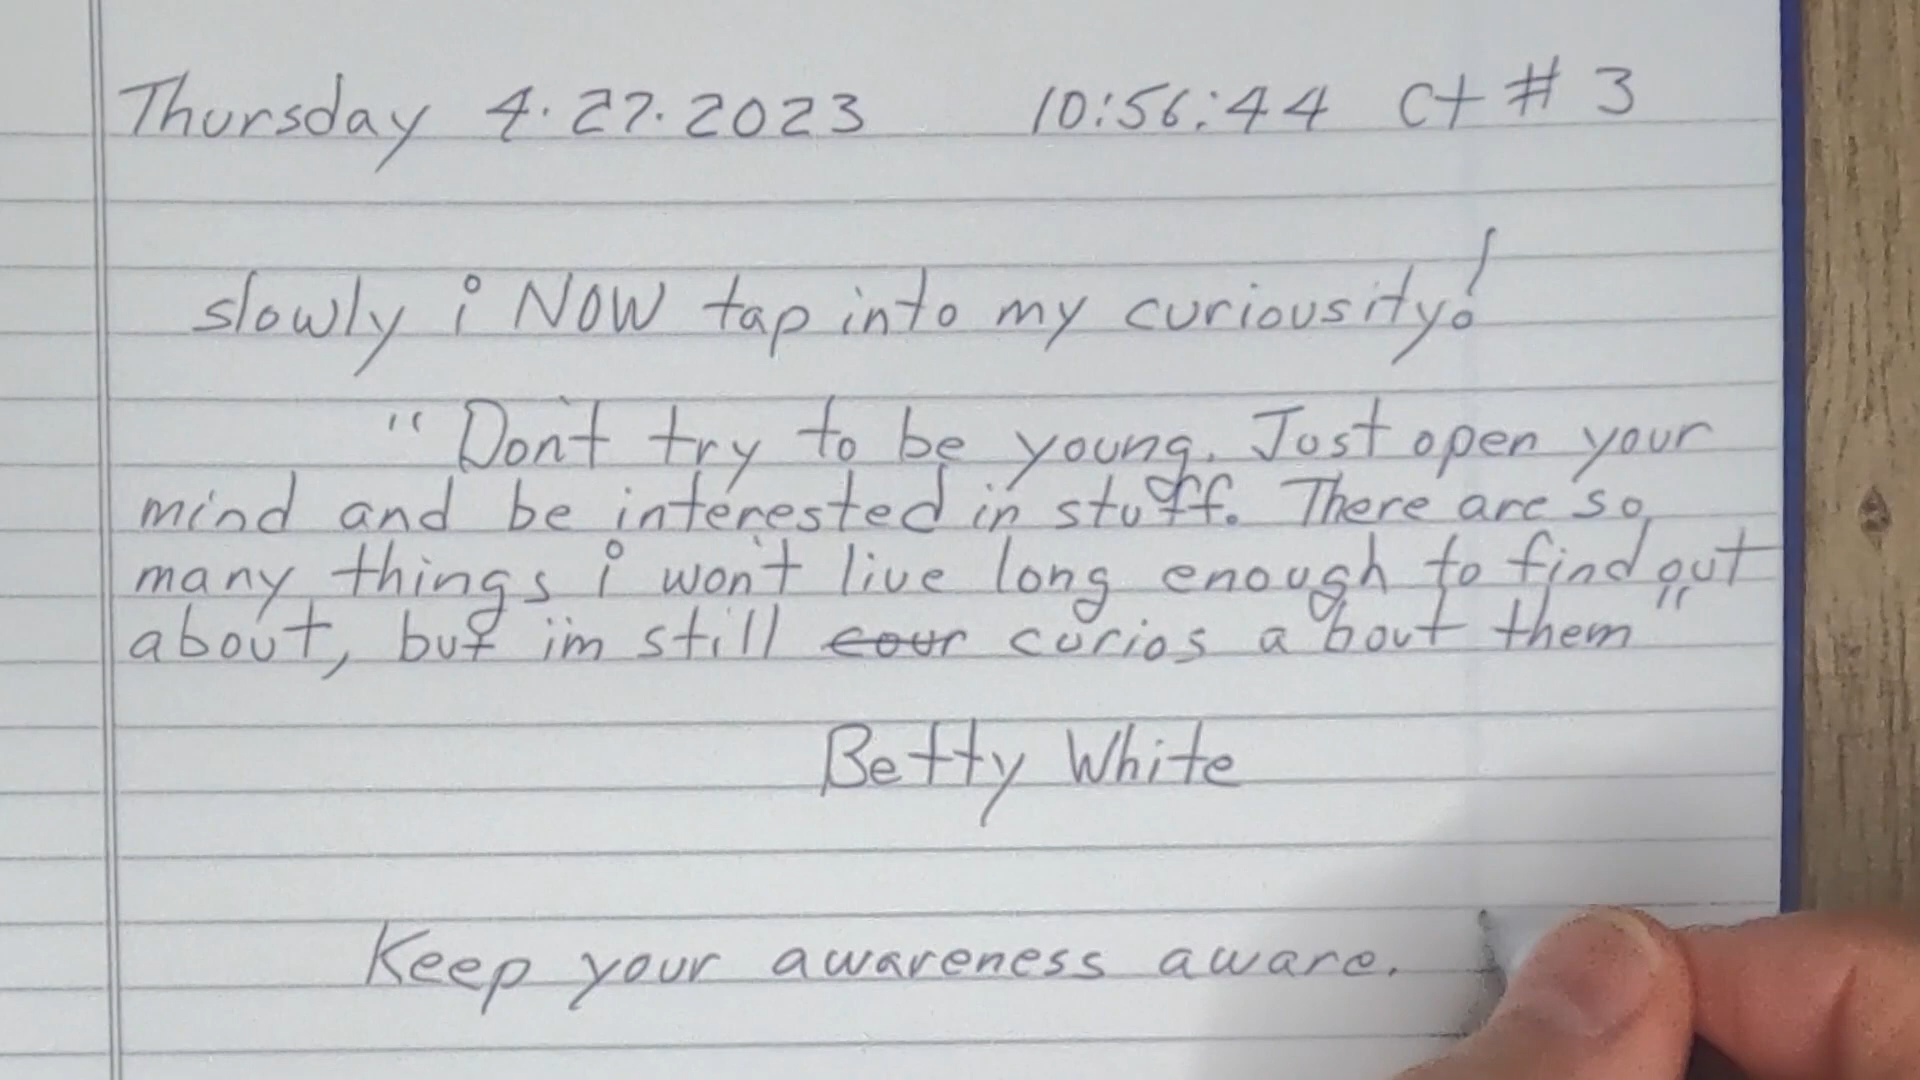 Thursday 4.27.2023 10:56:44 Ct # 3
slowly i NOW tap into my curiousity!
"Don't try to be young. Just open your
mind and be interested in stuff. There are so
many things i won't live long enough to find out
about, but i'm still cour curios about them"
Betty White
Keep your awareness aware.